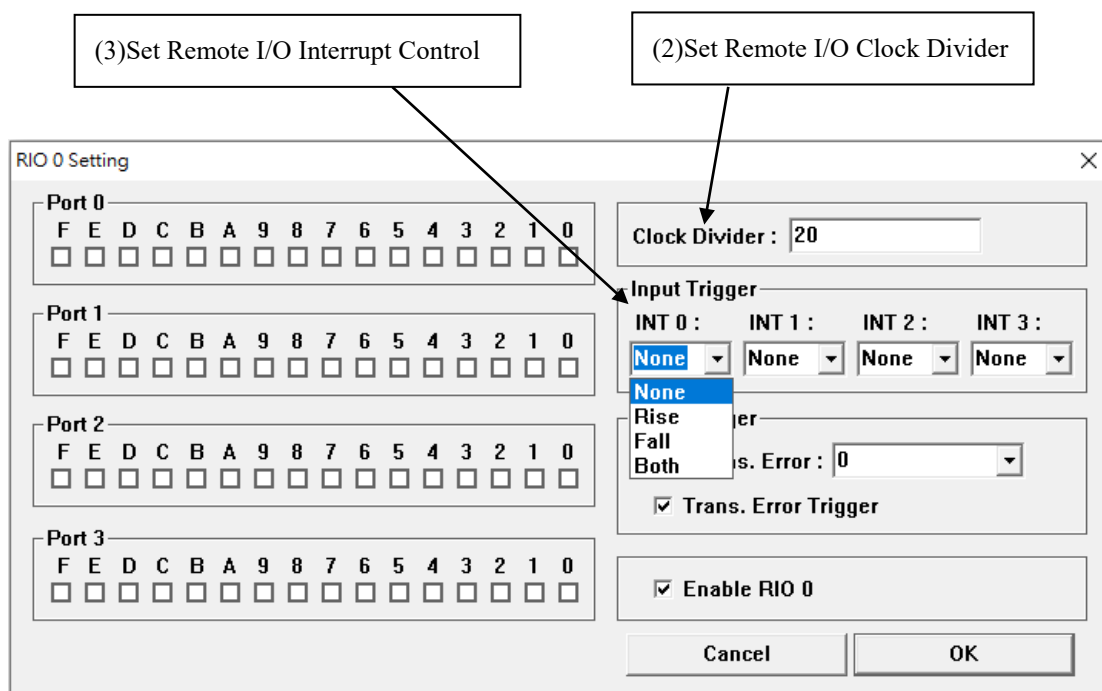 (3)Set Remote I/O Interrupt Control
(2)Set Remote I/O Clock Divider
RIO 0 Setting
Port 0
F E D C B A 9 8 7 6 5 4 3 2 1 0
Port 1
F E D C B A 9 8 7 6 5 4 3 2 1 0
Port 2
F E D C B A 9 8 7 6 5 4 3 2 1 0
Port 3
F E D C B A 9 8 7 6 5 4 3 2 1 0
Clock Divider : 20
Input Trigger
INT 0 : INT 1 : INT 2 : INT 3 :
None None None None
None
Rise
Fall
Both
ger
s. Error : 0
Trans. Error Trigger
Enable RIO 0
Cancel OK